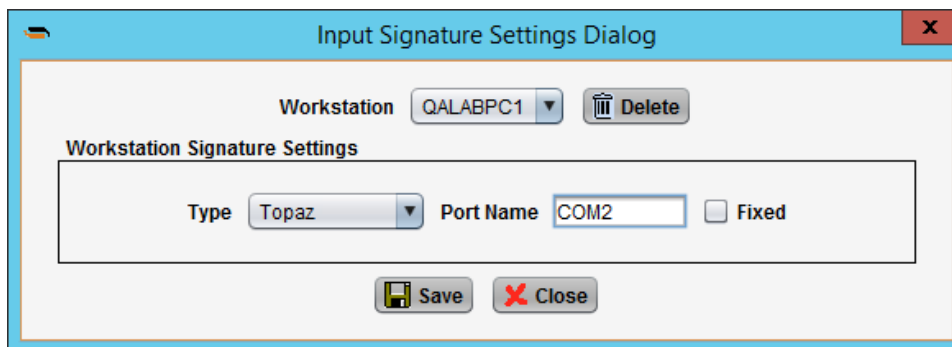 Input Signature Settings Dialog x
Workstation QALABPC1 Delete
Workstation Signature Settings
Type Topaz Port Name COM2 Fixed
Save Close